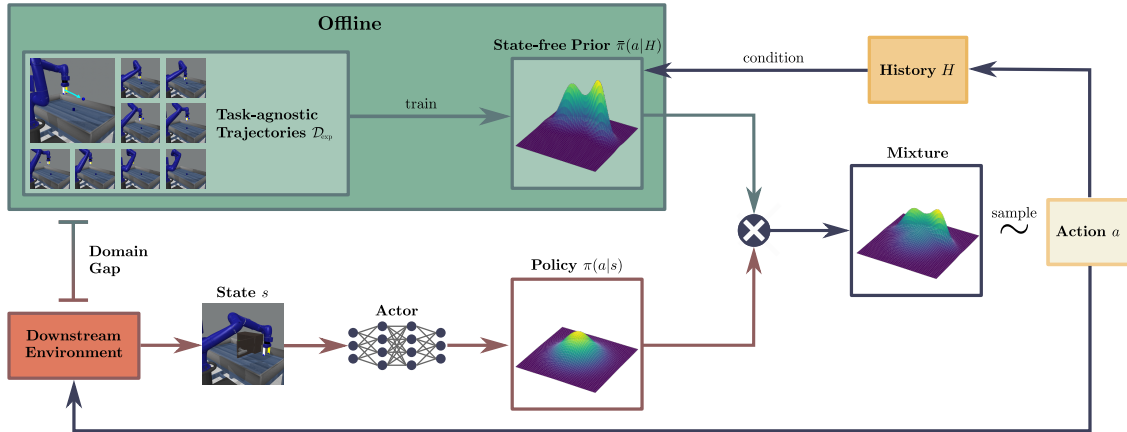 Offline
State-free Prior π̄(a|H)
Task-agnostic
Trajectories 𝒟exp
train
condition
History H
Mixture
sample
~
Action a
Domain
Gap
Policy π(a|s)
State s
Actor
Downstream
Environment